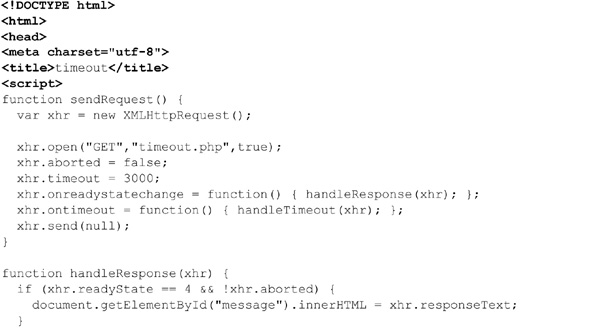 <!DOCTYPE html>
<html>
<head>
<meta charset="utf-8">
<title>timeout</title>
<script>
function sendRequest() {
  var xhr = new XMLHttpRequest();

  xhr.open("GET","timeout.php",true);
  xhr.aborted = false;
  xhr.timeout = 3000;
  xhr.onreadystatechange = function() { handleResponse(xhr); };
  xhr.ontimeout = function() { handleTimeout(xhr); };
  xhr.send(null);
}

function handleResponse(xhr) {
  if (xhr.readyState == 4 && !xhr.aborted) {
    document.getElementById("message").innerHTML = xhr.responseText;
  }